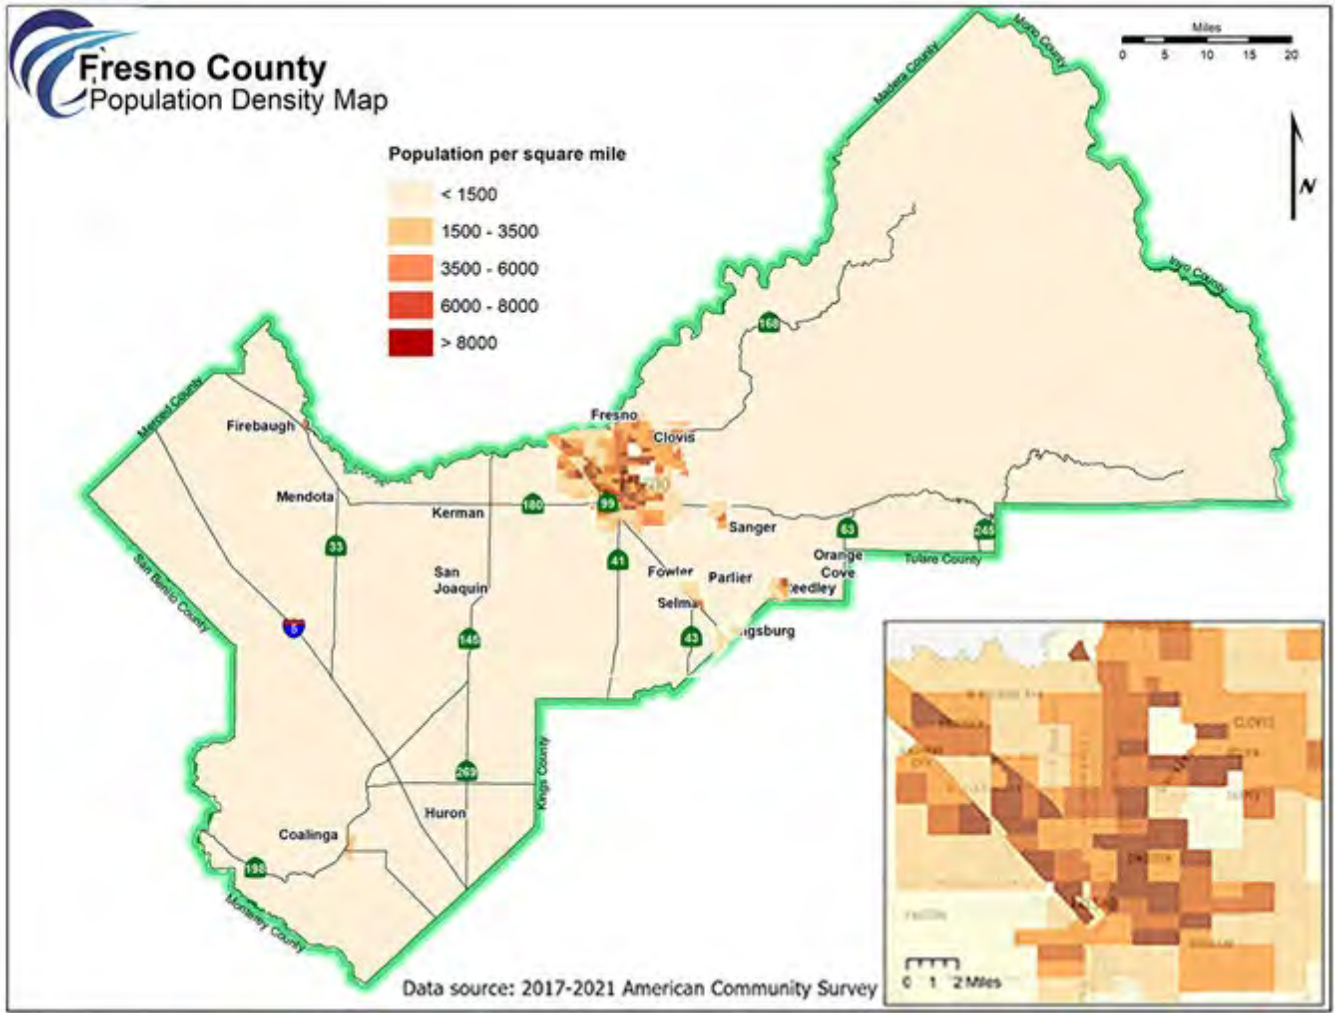 Fresno County
Population Density Map
Miles
0 5 10 15 20
N
Population per square mile
< 1500
1500 - 3500
3500 - 6000
6000 - 8000
> 8000
Madera County
Mono County
Inyo County
168
Merced County
Firebaugh
Fresno
Clovis
Mendota
Kerman
180
99
Sanger
33
41
63
245
Orange
Cove
Tulare County
San Benito County
San
Joaquin
Fowler
Parlier
eedley
Selma
5
145
43
ngsburg
Kings County
269
Huron
Coalinga
198
Monterey County
CLOVIS
0 1 2 Miles
Data source: 2017-2021 American Community Survey